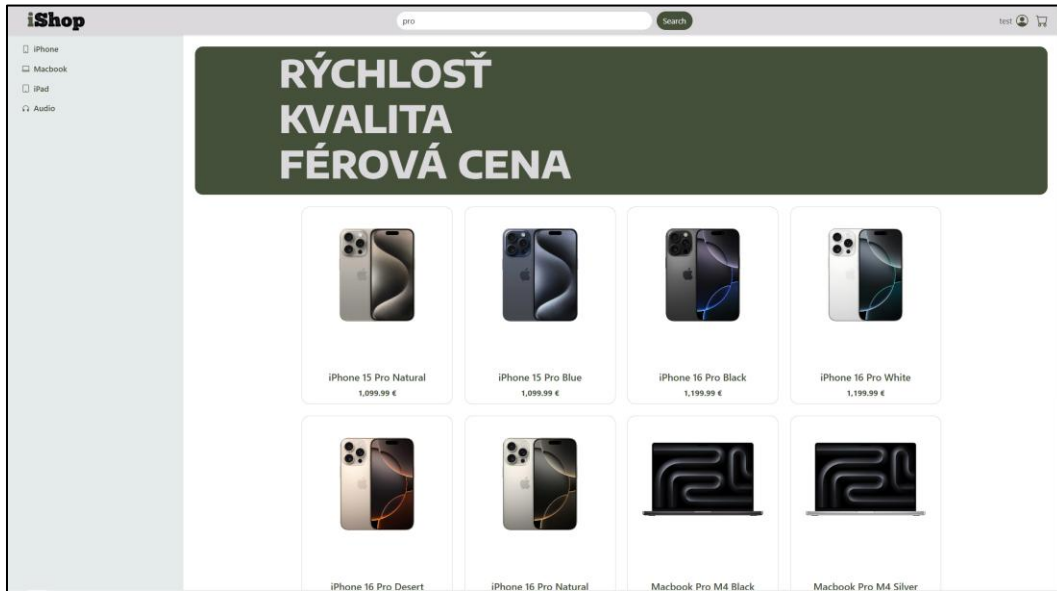 iShop
pro
Search
test
iPhone
Macbook
iPad
Audio
RÝCHLOSŤ
KVALITA
FÉROVÁ CENA
iPhone 15 Pro Natural
1,099.99 €
iPhone 15 Pro Blue
1,099.99 €
iPhone 16 Pro Black
1,199.99 €
iPhone 16 Pro White
1,199.99 €
iPhone 16 Pro Desert
iPhone 16 Pro Natural
Macbook Pro M4 Black
Macbook Pro M4 Silver